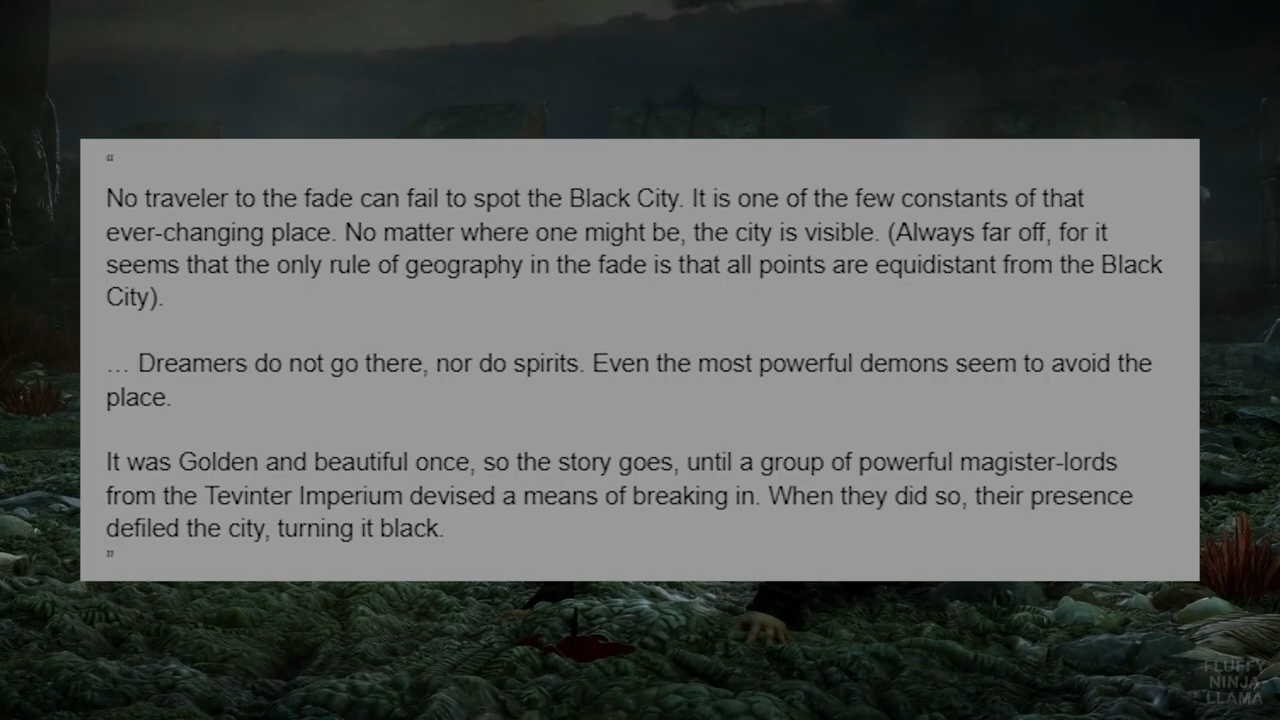 “
No traveler to the fade can fail to spot the Black City. It is one of the few constants of that
ever-changing place. No matter where one might be, the city is visible. (Always far off, for it
seems that the only rule of geography in the fade is that all points are equidistant from the Black
City).
… Dreamers do not go there, nor do spirits. Even the most powerful demons seem to avoid the
place.
It was Golden and beautiful once, so the story goes, until a group of powerful magister-lords
from the Tevinter Imperium devised a means of breaking in. When they did so, their presence
defiled the city, turning it black.
”
FLUFFY
NINJA
LLAMA